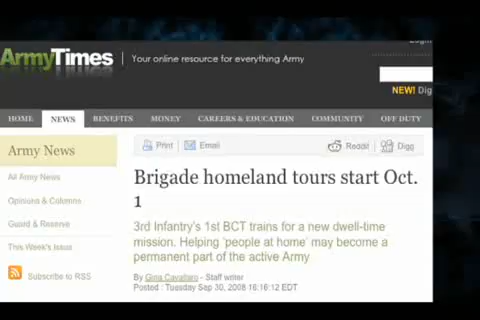 Login
ArmyTimes
Your online resource for everything Army
NEW! Dig
HOME NEWS BENEFITS MONEY CAREERS & EDUCATION COMMUNITY OFF DUTY
Army News
Print Email Reddit Digg
All Army News
Opinions & Columns
Guard & Reserve
This Week's Issue
Subscribe to RSS
Brigade homeland tours start Oct.
1
3rd Infantry's 1st BCT trains for a new dwell-time
mission. Helping 'people at home' may become a
permanent part of the active Army
By Gina Cavallaro - Staff writer
Posted : Tuesday Sep 30, 2008 16:16:12 EDT